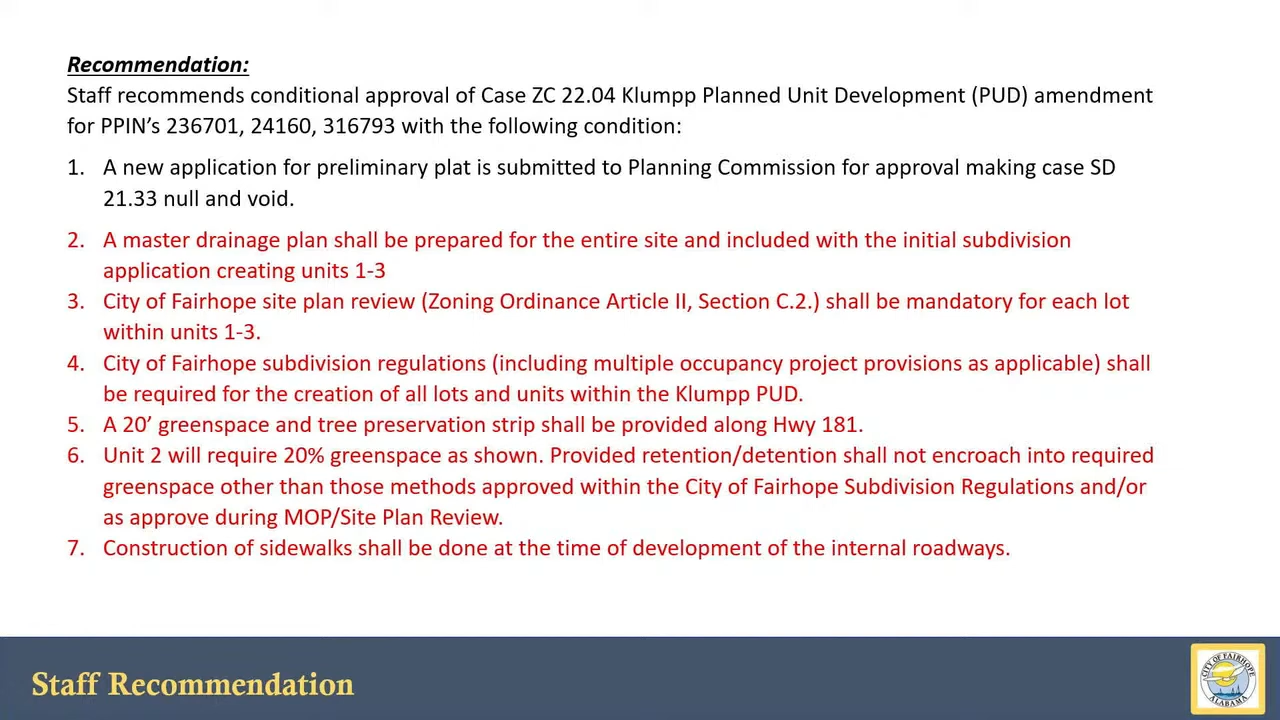 Recommendation:
Staff recommends conditional approval of Case ZC 22.04 Klumpp Planned Unit Development (PUD) amendment
for PPIN’s 236701, 24160, 316793 with the following condition:
1. A new application for preliminary plat is submitted to Planning Commission for approval making case SD
21.33 null and void.
2. A master drainage plan shall be prepared for the entire site and included with the initial subdivision
application creating units 1-3
3. City of Fairhope site plan review (Zoning Ordinance Article II, Section C.2.) shall be mandatory for each lot
within units 1-3.
4. City of Fairhope subdivision regulations (including multiple occupancy project provisions as applicable) shall
be required for the creation of all lots and units within the Klumpp PUD.
5. A 20’ greenspace and tree preservation strip shall be provided along Hwy 181.
6. Unit 2 will require 20% greenspace as shown. Provided retention/detention shall not encroach into required
greenspace other than those methods approved within the City of Fairhope Subdivision Regulations and/or
as approve during MOP/Site Plan Review.
7. Construction of sidewalks shall be done at the time of development of the internal roadways.
Staff Recommendation
CITY OF FAIRHOPE
ALABAMA